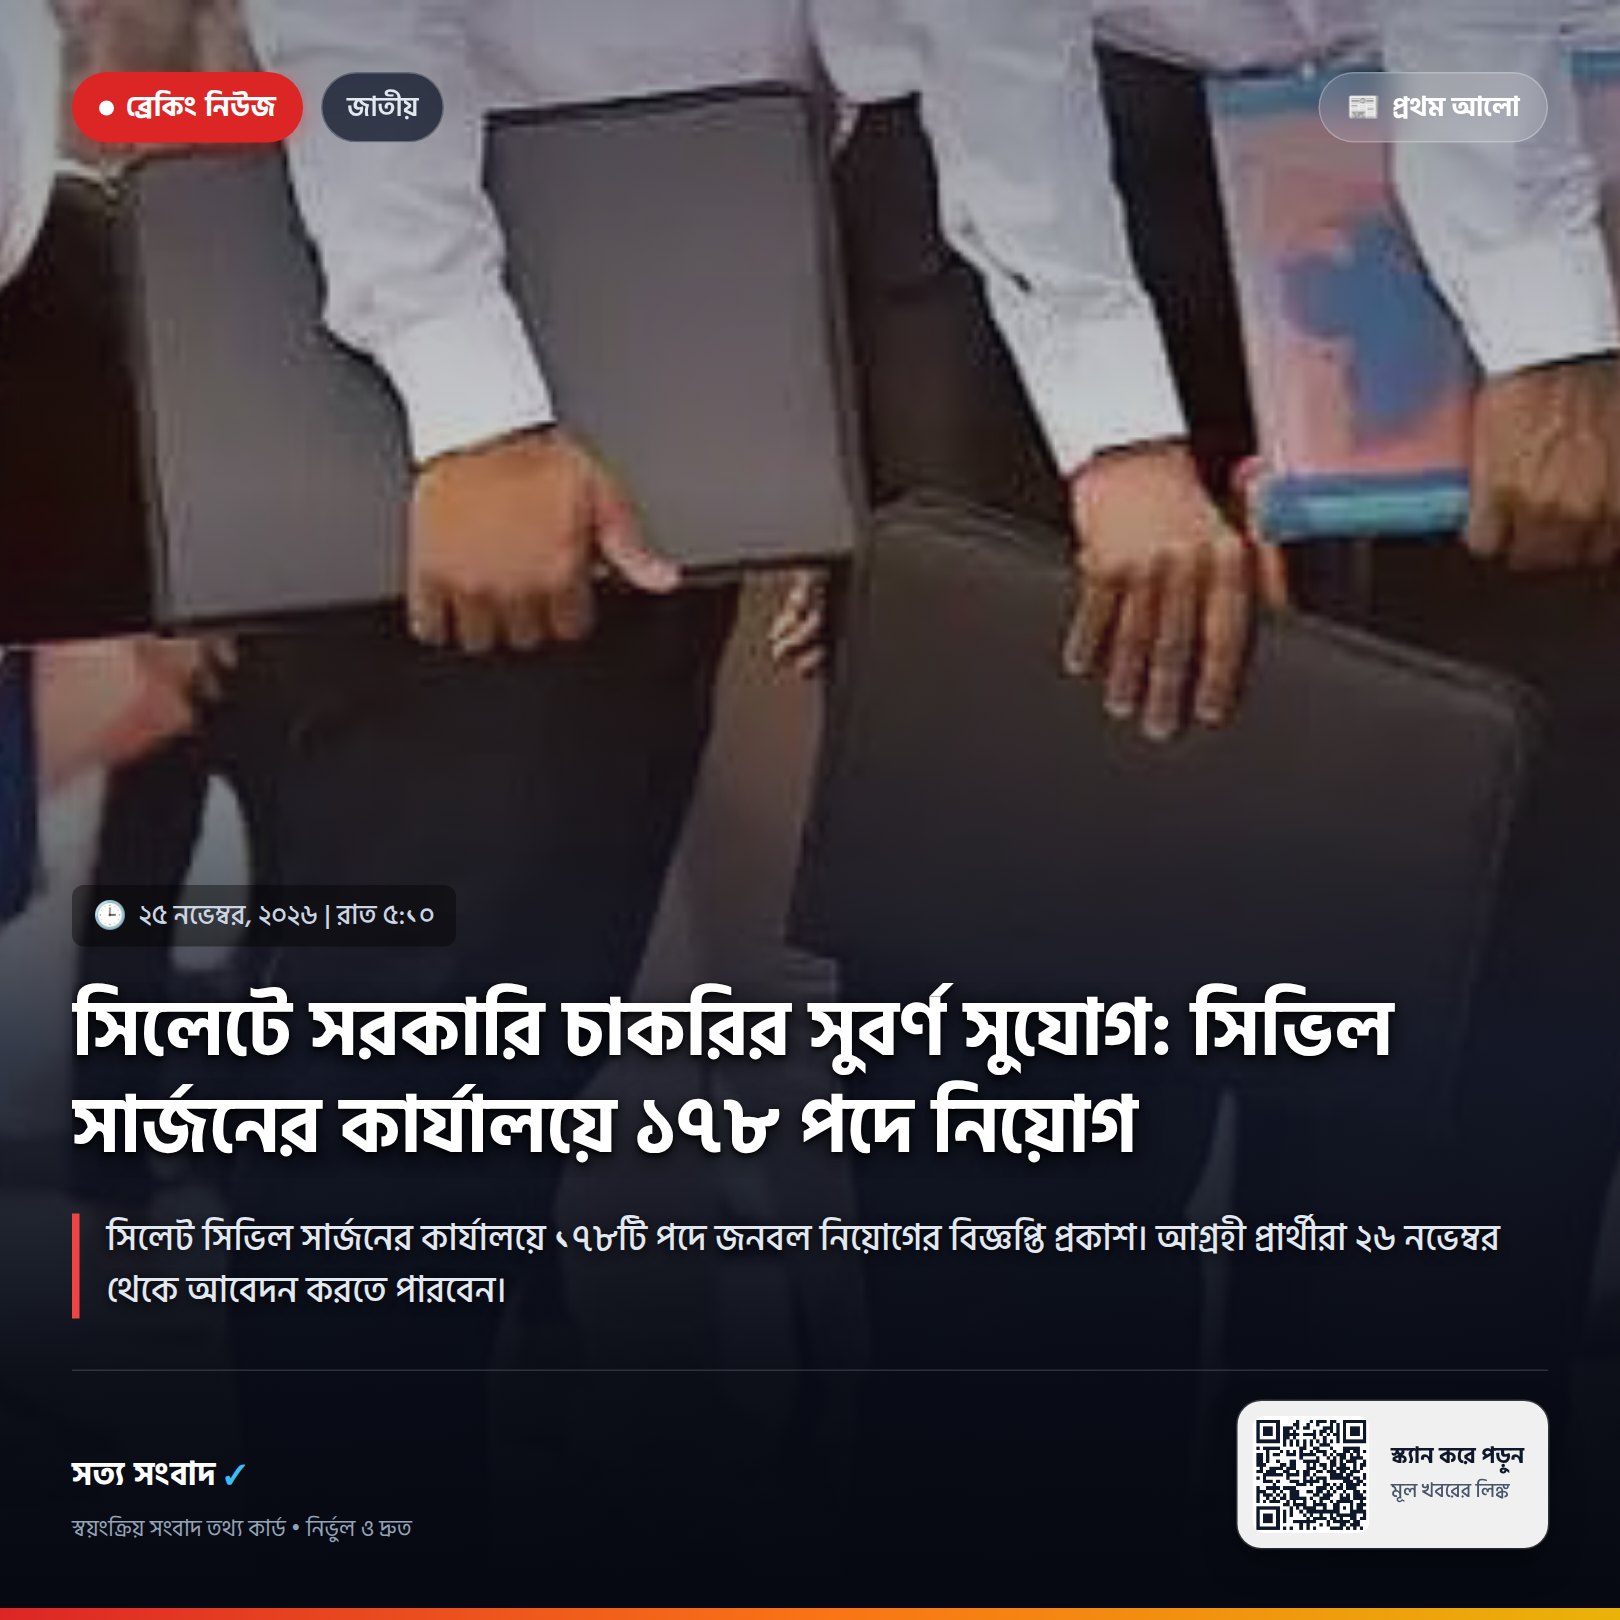 ব্রেকিং নিউজ
জাতীয়
প্রথম আলো
২৫ নভেম্বর, ২০২৬ | রাত ৫:১০
সিলেটে সরকারি চাকরির সুবর্ণ সুযোগ: সিভিল
সার্জনের কার্যালয়ে ১৭৮ পদে নিয়োগ
সিলেট সিভিল সার্জনের কার্যালয়ে ১৭৮টি পদে জনবল নিয়োগের বিজ্ঞপ্তি প্রকাশ। আগ্রহী প্রার্থীরা ২৬ নভেম্বর
থেকে আবেদন করতে পারবেন।
সত্য সংবাদ ✓
স্বয়ংক্রিয় সংবাদ তথ্য কার্ড • নির্ভুল ও দ্রুত
স্ক্যান করে পড়ুন
মূল খবরের লিঙ্ক